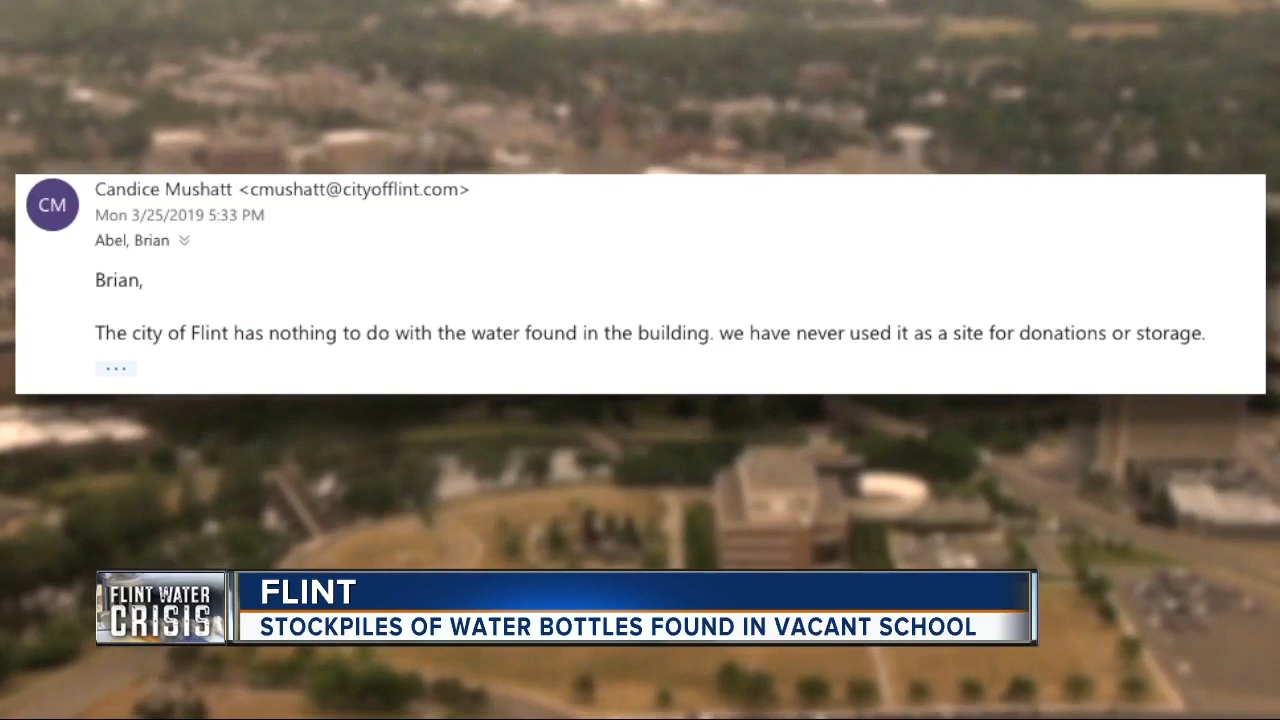 CM
Candice Mushatt <cmushatt@cityofflint.com>
Mon 3/25/2019 5:33 PM
Abel, Brian
Brian,
The city of Flint has nothing to do with the water found in the building. we have never used it as a site for donations or storage.
...
FLINT WATER
CRISIS
FLINT
STOCKPILES OF WATER BOTTLES FOUND IN VACANT SCHOOL